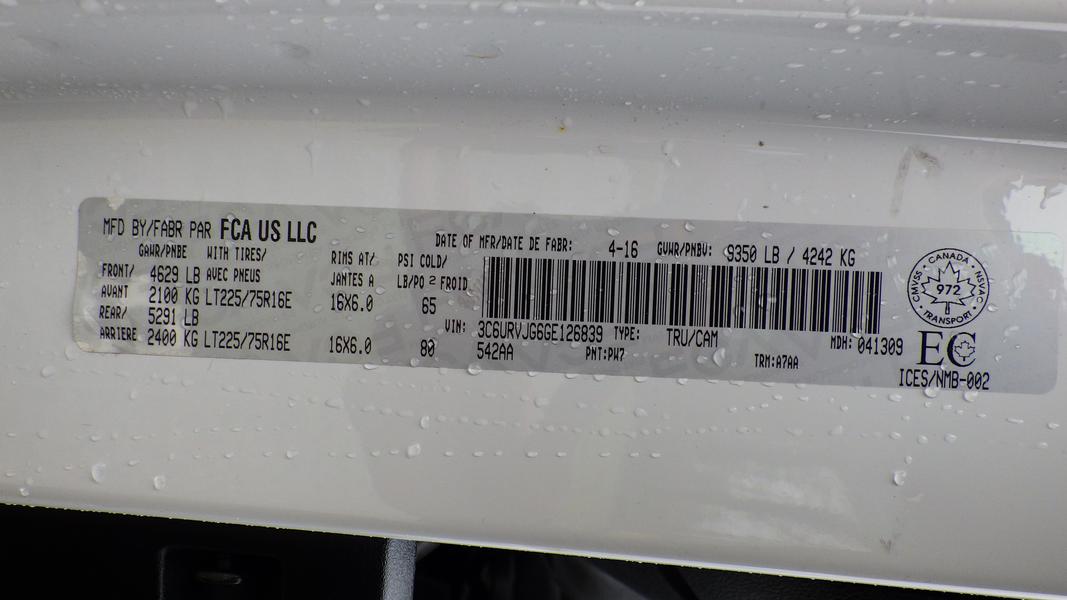 MFD BY/FABR PAR FCA US LLC
DATE OF MFR/DATE DE FABR: 4-16 GVWR/PNBV: 9350 LB / 4242 KG
GAWR/PNBE WITH TIRES/ RIMS AT/ PSI COLD/
FRONT/ 4629 LB AVEC PNEUS JANTES A LB/PO 2 FROID
AVANT 2100 KG LT225/75R16E 16X6.0 65
REAR/ 5291 LB
ARRIERE 2400 KG LT225/75R16E 16X6.0 80
VIN: 3C6URVJG6GE126839 TYPE: TRU/CAM MDH: 041309
542AA PNT:PW7 TRM:A7AA
CANADA
CMVSS NSVAC
972
TRANSPORT
EC
ICES/NMB-002